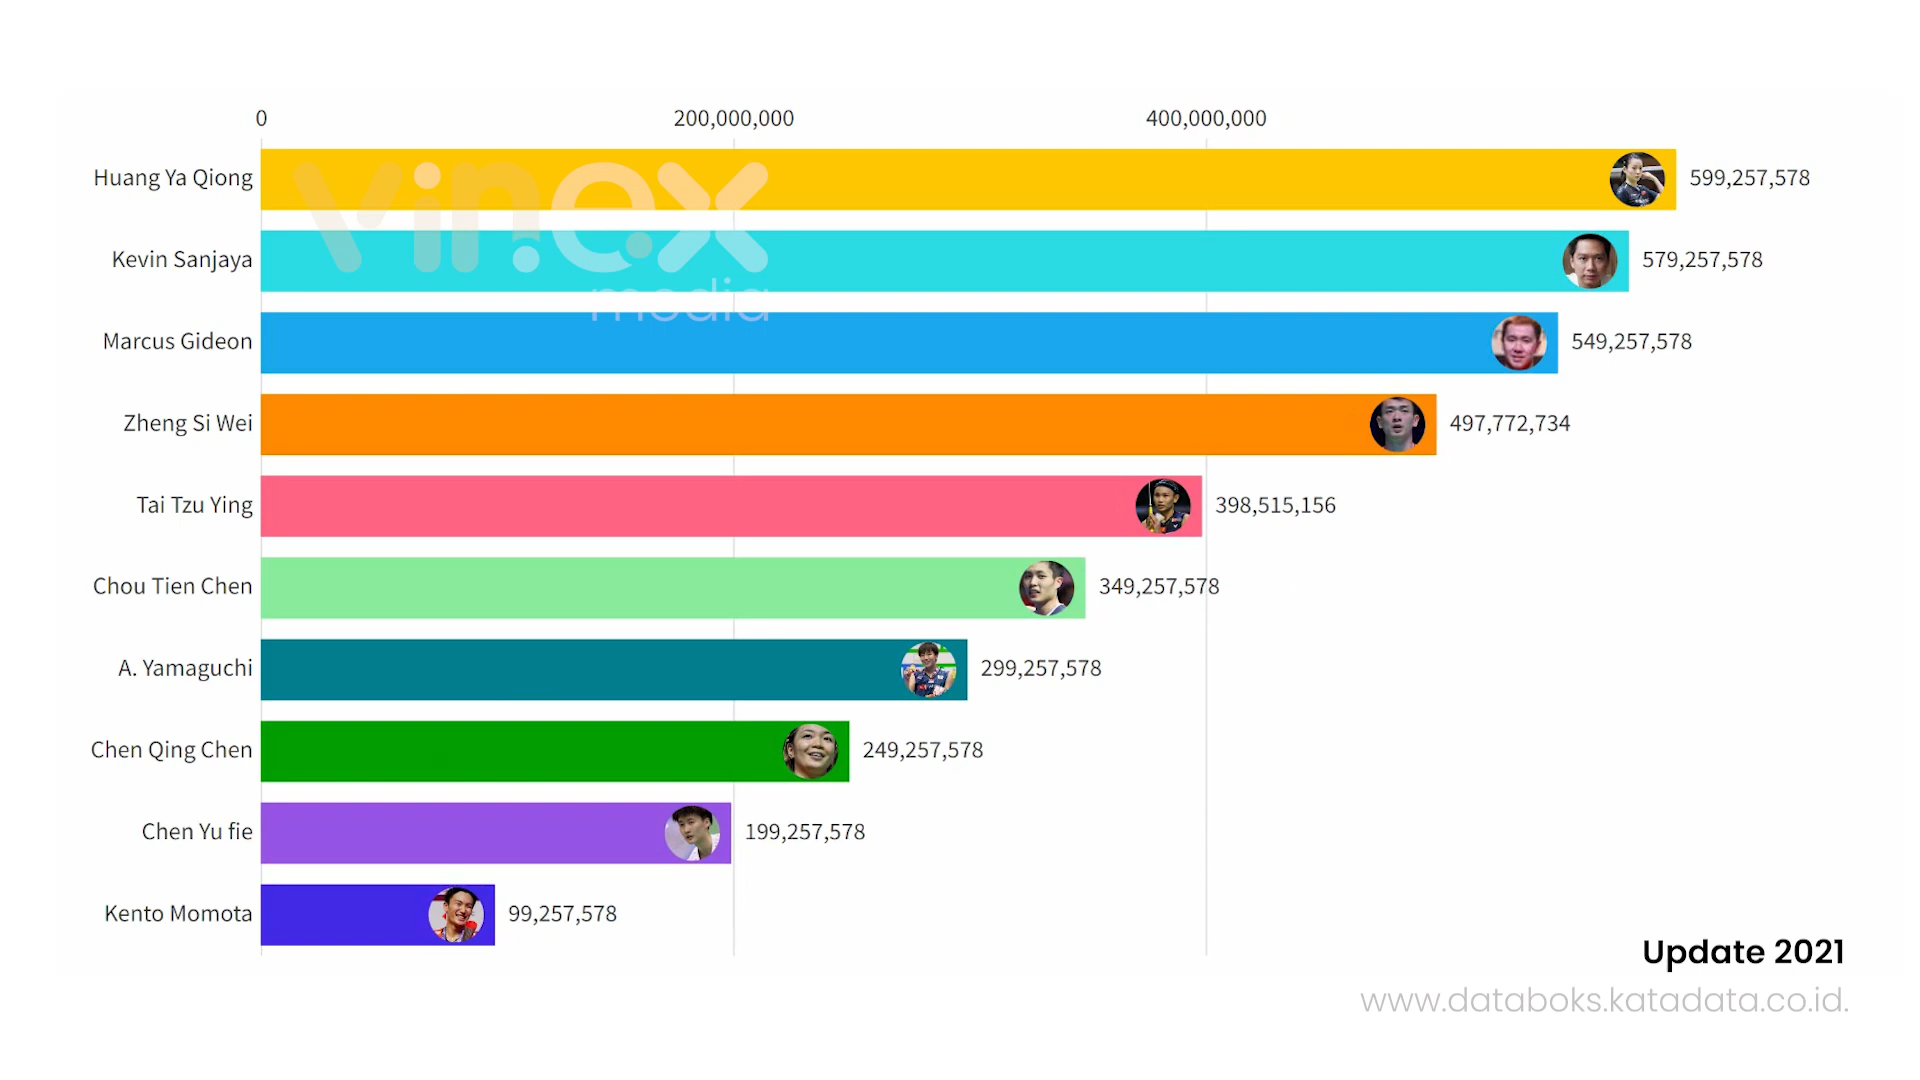 0 200,000,000 400,000,000
Huang Ya Qiong 599,257,578
Kevin Sanjaya 579,257,578
Marcus Gideon 549,257,578
Zheng Si Wei 497,772,734
Tai Tzu Ying 398,515,156
Chou Tien Chen 349,257,578
A. Yamaguchi 299,257,578
Chen Qing Chen 249,257,578
Chen Yu fie 199,257,578
Kento Momota 99,257,578
vinex
media
Update 2021
www.databoks.katadata.co.id.